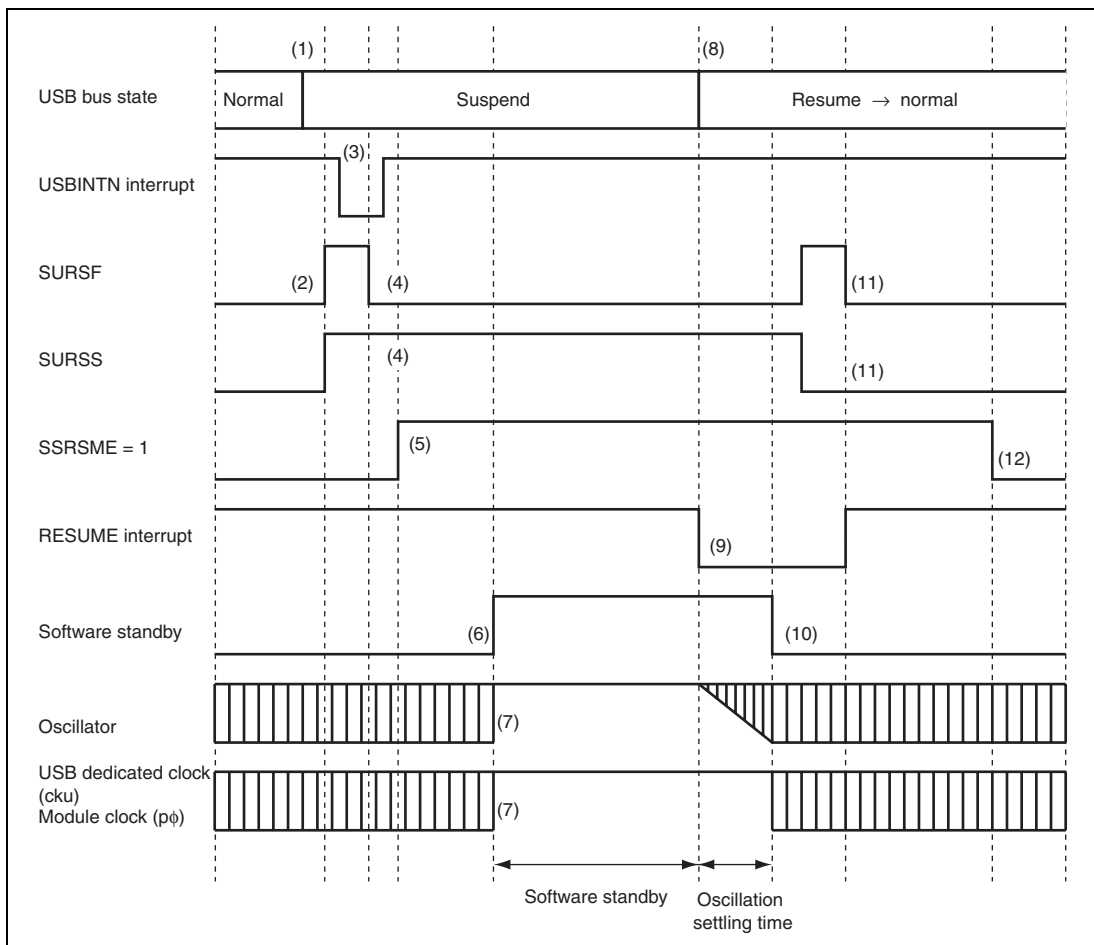 (1) (8)
USB bus state Normal Suspend Resume → normal
(3)
USBINTN interrupt
SURSF
(2) (4) (11)
SURSS
(4) (11)
SSRSME = 1
(5) (12)
RESUME interrupt
(9)
Software standby
(6) (10)
Oscillator
(7)
USB dedicated clock
(cku)
Module clock (pϕ)
(7)
Software standby
Oscillation
settling time